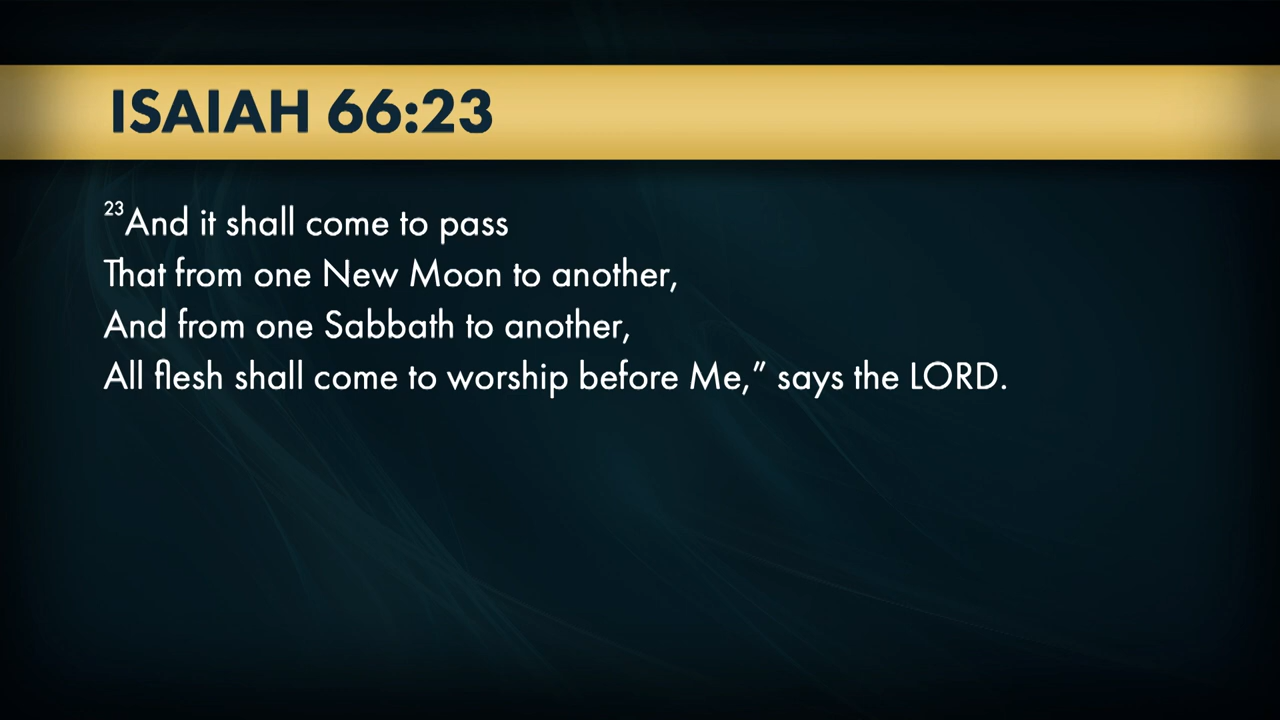 ISAIAH 66:23
23And it shall come to pass
That from one New Moon to another,
And from one Sabbath to another,
All flesh shall come to worship before Me,” says the LORD.